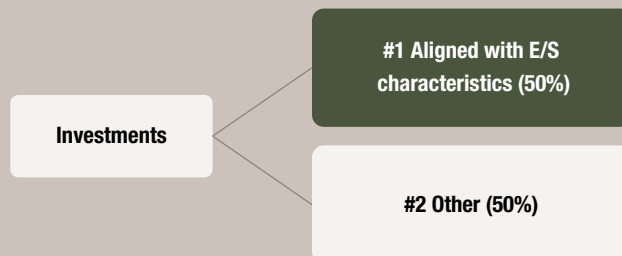 #1 Aligned with E/S
characteristics (50%)
Investments
#2 Other (50%)